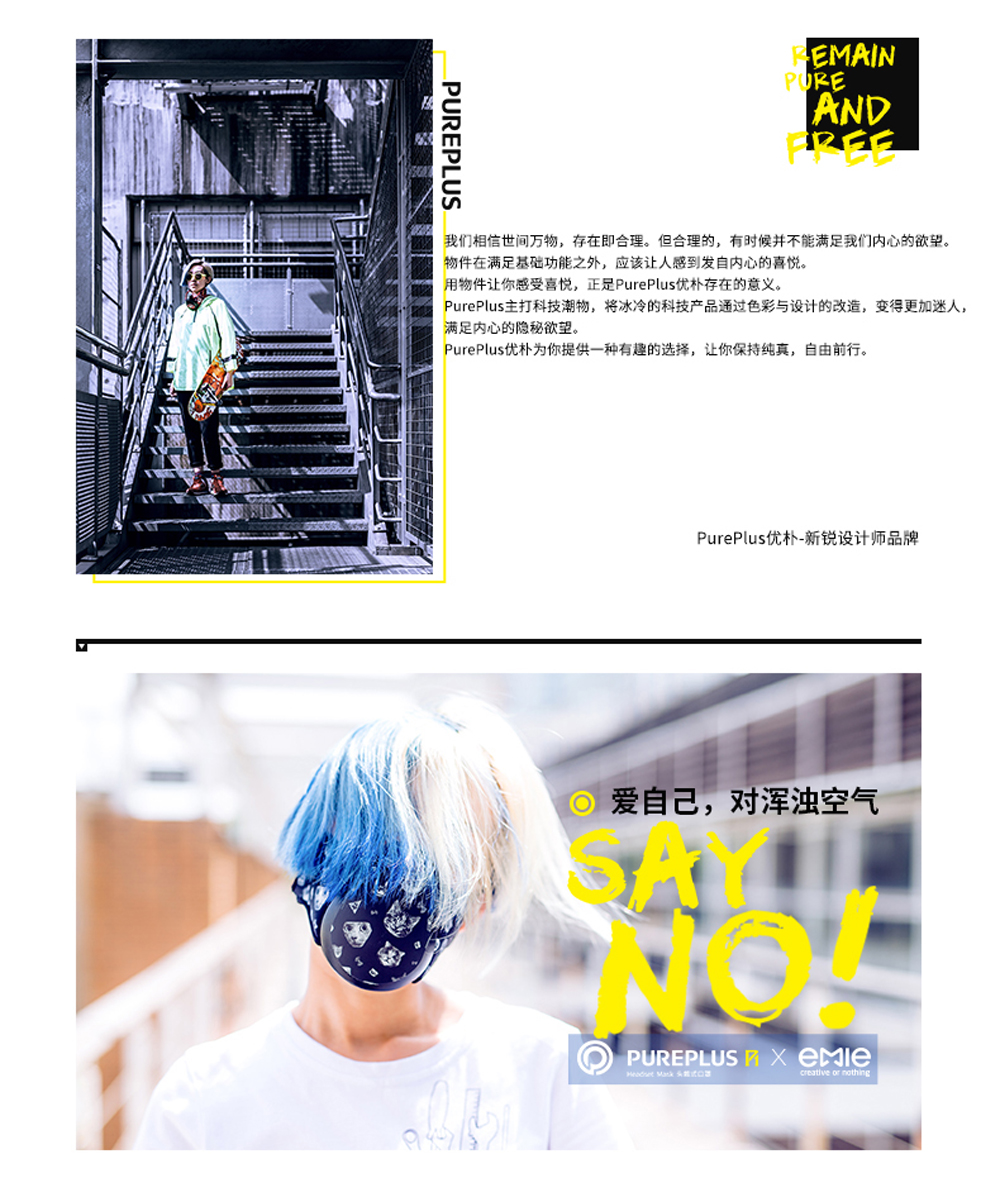 REMAIN
PURE
AND
FREE
PUREPLUS
我们相信世间万物，存在即合理。但合理的，有时候并不能满足我们内心的欲望。
物件在满足基础功能之外，应该让人感到发自内心的喜悦。
用物件让你感受喜悦，正是PurePlus优朴存在的意义。
PurePlus主打科技潮物，将冰冷的科技产品通过色彩与设计的改造，变得更加迷人，
满足内心的隐秘欲望。
PurePlus优朴为你提供一种有趣的选择，让你保持纯真，自由前行。
PurePlus优朴-新锐设计师品牌
爱自己，对浑浊空气
SAY
NO!
PUREPLUS R X emie
Headset Mask 头戴式口罩
creative or nothing